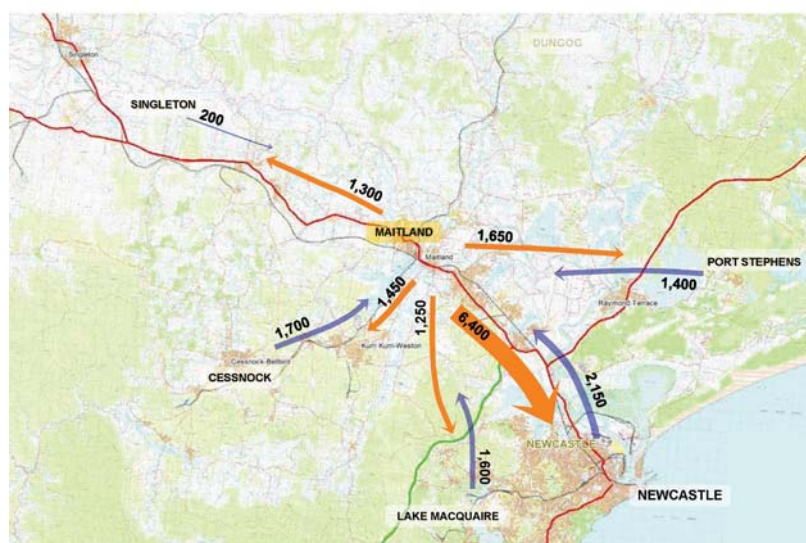 DUNGOG
Singleton
SINGLETON
200
1,300
MAITLAND
Maitland
1,650
PORT STEPHENS
1,400
Raymond Terrace
1,450
1,250
6,400
1,700
Kurri Kurri-Weston
Cessnock-Bellbird
CESSNOCK
2,150
NEWCASTLE
1,600
NEWCASTLE
LAKE MACQUAIRE